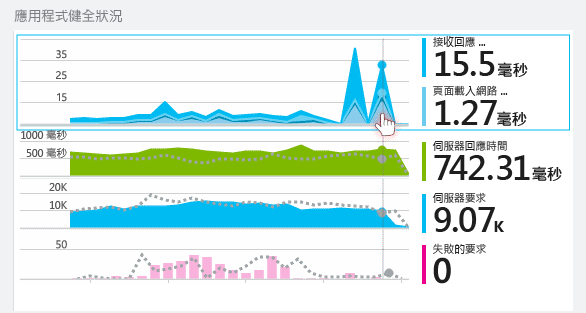 應用程式健全狀況
35
25
15
接收回應 ...
15.5毫秒
頁面載入網路 ...
1.27毫秒
1000 毫秒
500 毫秒
伺服器回應時間
742.31毫秒
20K
10K
伺服器要求
9.07K
50
失敗的要求
0